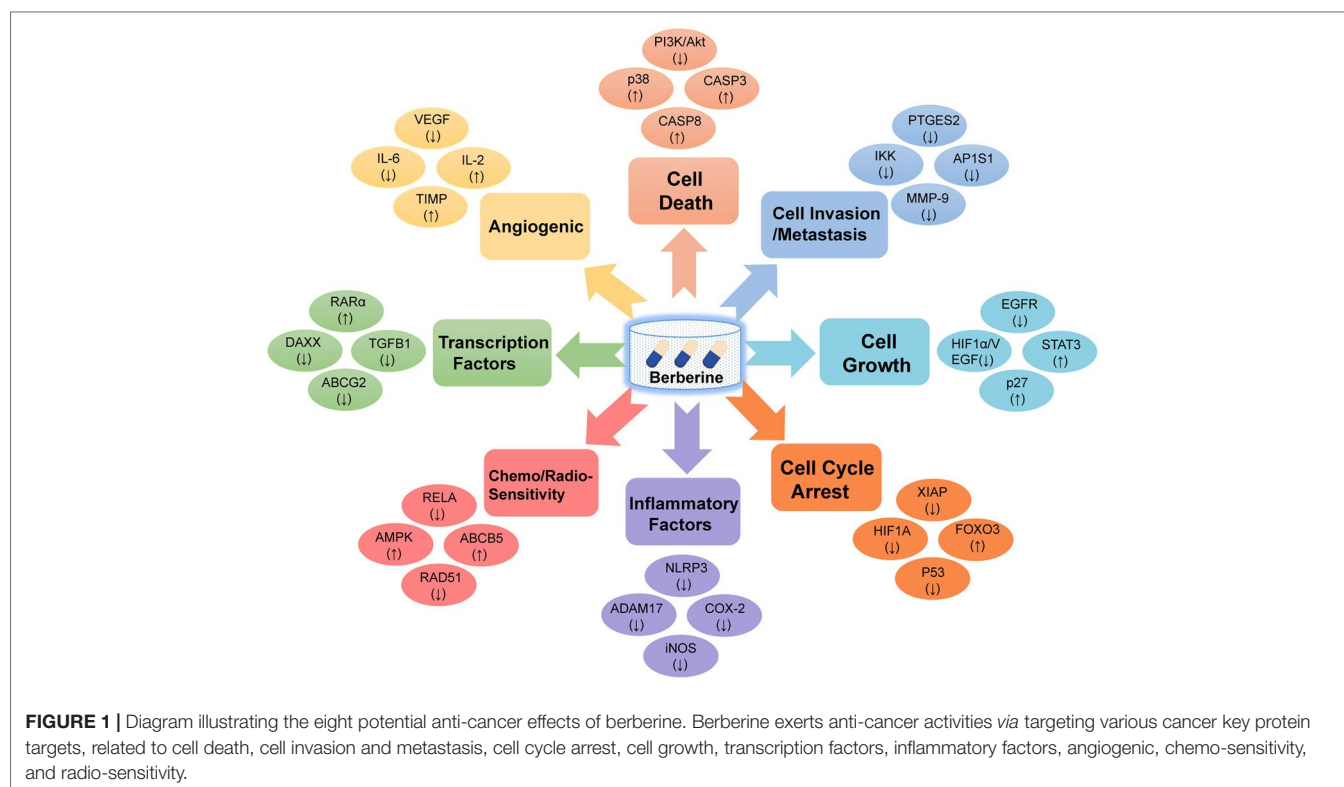 PI3K/Akt
(↓)
p38
(↑)
CASP3
(↑)
CASP8
(↑)
Cell
Death
VEGF
(↓)
IL-6
(↓)
IL-2
(↑)
TIMP
(↑)
Angiogenic
PTGES2
(↓)
IKK
(↓)
AP1S1
(↓)
MMP-9
(↓)
Cell Invasion
/Metastasis
RARα
(↑)
DAXX
(↓)
TGFB1
(↓)
ABCG2
(↓)
Transcription
Factors
Berberine
Cell
Growth
EGFR
(↓)
HIF1α/V
EGF(↓)
STAT3
(↑)
p27
(↑)
Chemo/Radio-
Sensitivity
RELA
(↓)
AMPK
(↑)
ABCB5
(↑)
RAD51
(↓)
Inflammatory
Factors
NLRP3
(↓)
ADAM17
(↓)
COX-2
(↓)
iNOS
(↓)
Cell Cycle
Arrest
XIAP
(↓)
HIF1A
(↓)
FOXO3
(↑)
P53
(↓)
FIGURE 1 | Diagram illustrating the eight potential anti-cancer effects of berberine. Berberine exerts anti-cancer activities via targeting various cancer key protein
targets, related to cell death, cell invasion and metastasis, cell cycle arrest, cell growth, transcription factors, inflammatory factors, angiogenic, chemo-sensitivity,
and radio-sensitivity.